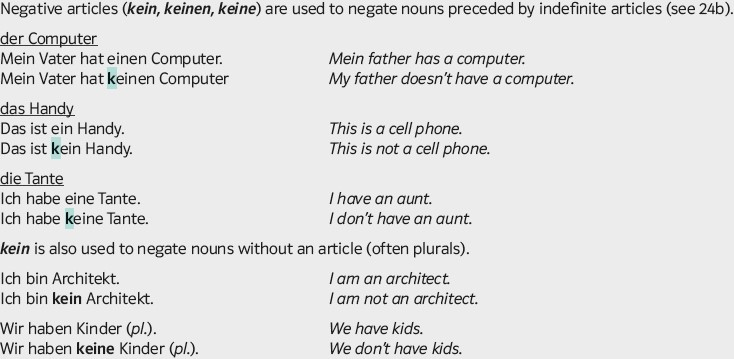 Negative articles (kein, keinen, keine) are used to negate nouns preceded by indefinite articles (see 24b).
der Computer
Mein Vater hat einen Computer. Mein father has a computer.
Mein Vater hat keinen Computer My father doesn't have a computer.
das Handy
Das ist ein Handy. This is a cell phone.
Das ist kein Handy. This is not a cell phone.
die Tante
Ich habe eine Tante. I have an aunt.
Ich habe keine Tante. I don't have an aunt.
kein is also used to negate nouns without an article (often plurals).
Ich bin Architekt. I am an architect.
Ich bin kein Architekt. I am not an architect.
Wir haben Kinder (pl.). We have kids.
Wir haben keine Kinder (pl.). We don't have kids.